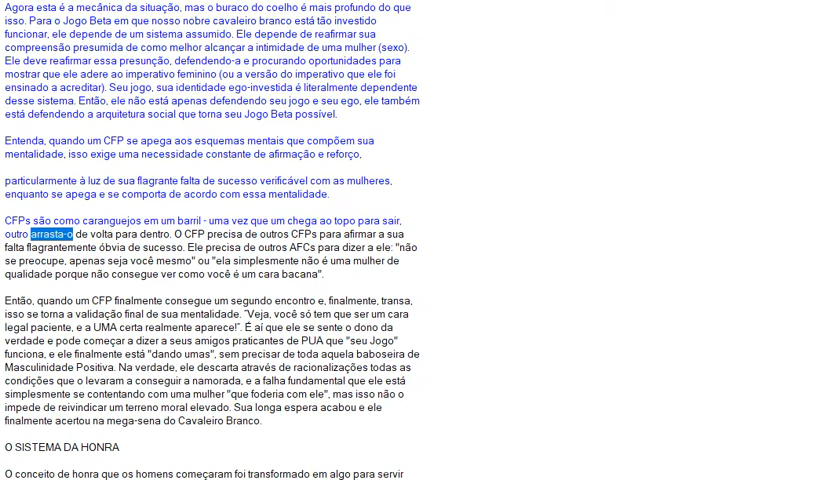 Agora esta é a mecânica da situação, mas o buraco do coelho é mais profundo do que
isso. Para o Jogo Beta em que nosso nobre cavaleiro branco está tão investido
funcionar, ele depende de um sistema assumido. Ele depende de reafirmar sua
compreensão presumida de como melhor alcançar a intimidade de uma mulher (sexo).
Ele deve reafirmar essa presunção, defendendo-a e procurando oportunidades para
mostrar que ele adere ao imperativo feminino (ou a versão do imperativo que ele foi
ensinado a acreditar). Seu jogo, sua identidade ego-investida é literalmente dependente
desse sistema. Então, ele não está apenas defendendo seu jogo e seu ego, ele também
está defendendo a arquitetura social que torna seu Jogo Beta possível.
Entenda, quando um CFP se apega aos esquemas mentais que compõem sua
mentalidade, isso exige uma necessidade constante de afirmação e reforço,
particularmente à luz de sua flagrante falta de sucesso verificável com as mulheres,
enquanto se apega e se comporta de acordo com essa mentalidade.
CFPs são como caranguejos em um barril - uma vez que um chega ao topo para sair,
outro arrasta-o de volta para dentro. O CFP precisa de outros CFPs para afirmar a sua
falta flagrantemente óbvia de sucesso. Ele precisa de outros AFCs para dizer a ele: "não
se preocupe, apenas seja você mesmo" ou "ela simplesmente não é uma mulher de
qualidade porque não consegue ver como você é um cara bacana".
Então, quando um CFP finalmente consegue um segundo encontro e, finalmente, transa,
isso se torna a validação final de sua mentalidade. "Veja, você só tem que ser um cara
legal paciente, e a UMA certa realmente aparece!". É aí que ele se sente o dono da
verdade e pode começar a dizer a seus amigos praticantes de PUA que "seu Jogo"
funciona, e ele finalmente está "dando umas", sem precisar de toda aquela baboseira de
Masculinidade Positiva. Na verdade, ele descarta através de racionalizações todas as
condições que o levaram a conseguir a namorada, e a falha fundamental que ele está
simplesmente se contentando com uma mulher "que foderia com ele", mas isso não o
impede de reivindicar um terreno moral elevado. Sua longa espera acabou e ele
finalmente acertou na mega-sena do Cavaleiro Branco.
O SISTEMA DA HONRA
O conceito de honra que os homens começaram foi transformado em algo para servir